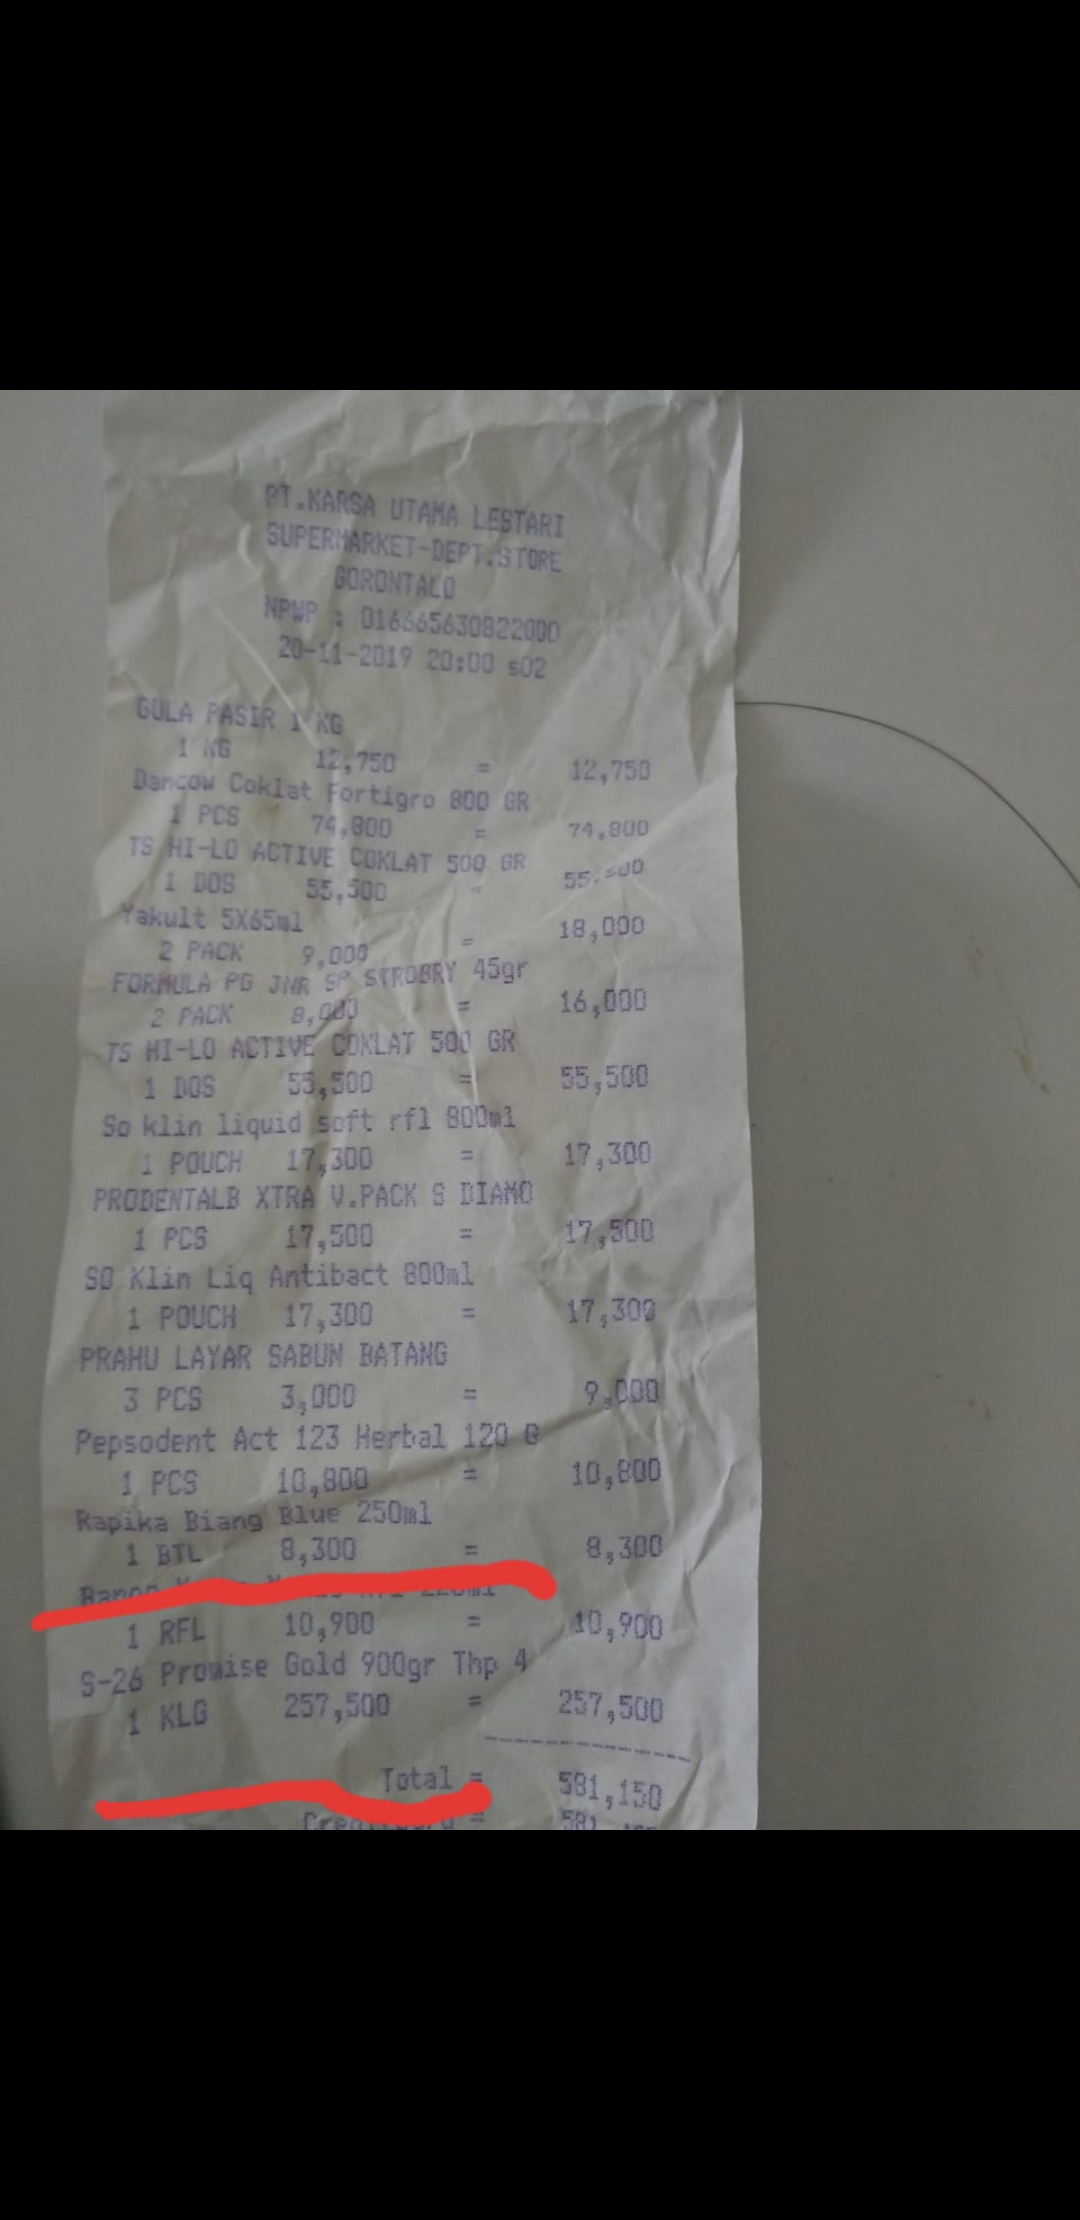 PT.KARSA UTAMA LESTARI
SUPERMARKET-DEPT.STORE
GORONTALO
NPWP : 016665630822000
20-11-2019 20:00 s02
GULA PASIR 1 KG
1 KG 12,750 = 12,750
Dancow Coklat Fortigro 800 GR
1 PCS 74,800 = 74,800
TS HI-LO ACTIVE COKLAT 500 GR
1 DOS 55,500 = 55,500
Yakult 5X65ml
2 PACK 9,000 = 18,000
FORMULA PG JNR SP STROBRY 45gr
2 PACK 8,000 = 16,000
TS HI-LO ACTIVE COKLAT 500 GR
1 DOS 55,500 = 55,500
So klin liquid soft rfl 800ml
1 POUCH 17,300 = 17,300
PRODENTALB XTRA V.PACK S DIAMO
1 PCS 17,500 = 17,500
SO Klin Liq Antibact 800ml
1 POUCH 17,300 = 17,300
PRAHU LAYAR SABUN BATANG
3 PCS 3,000 = 9,000
Pepsodent Act 123 Herbal 120 G
1 PCS 10,800 = 10,800
Rapika Biang Blue 250ml
1 BTL 8,300 = 8,300
1 RFL 10,900 = 10,900
S-26 Promise Gold 900gr Thp 4
1 KLG 257,500 = 257,500
Total = 581,150